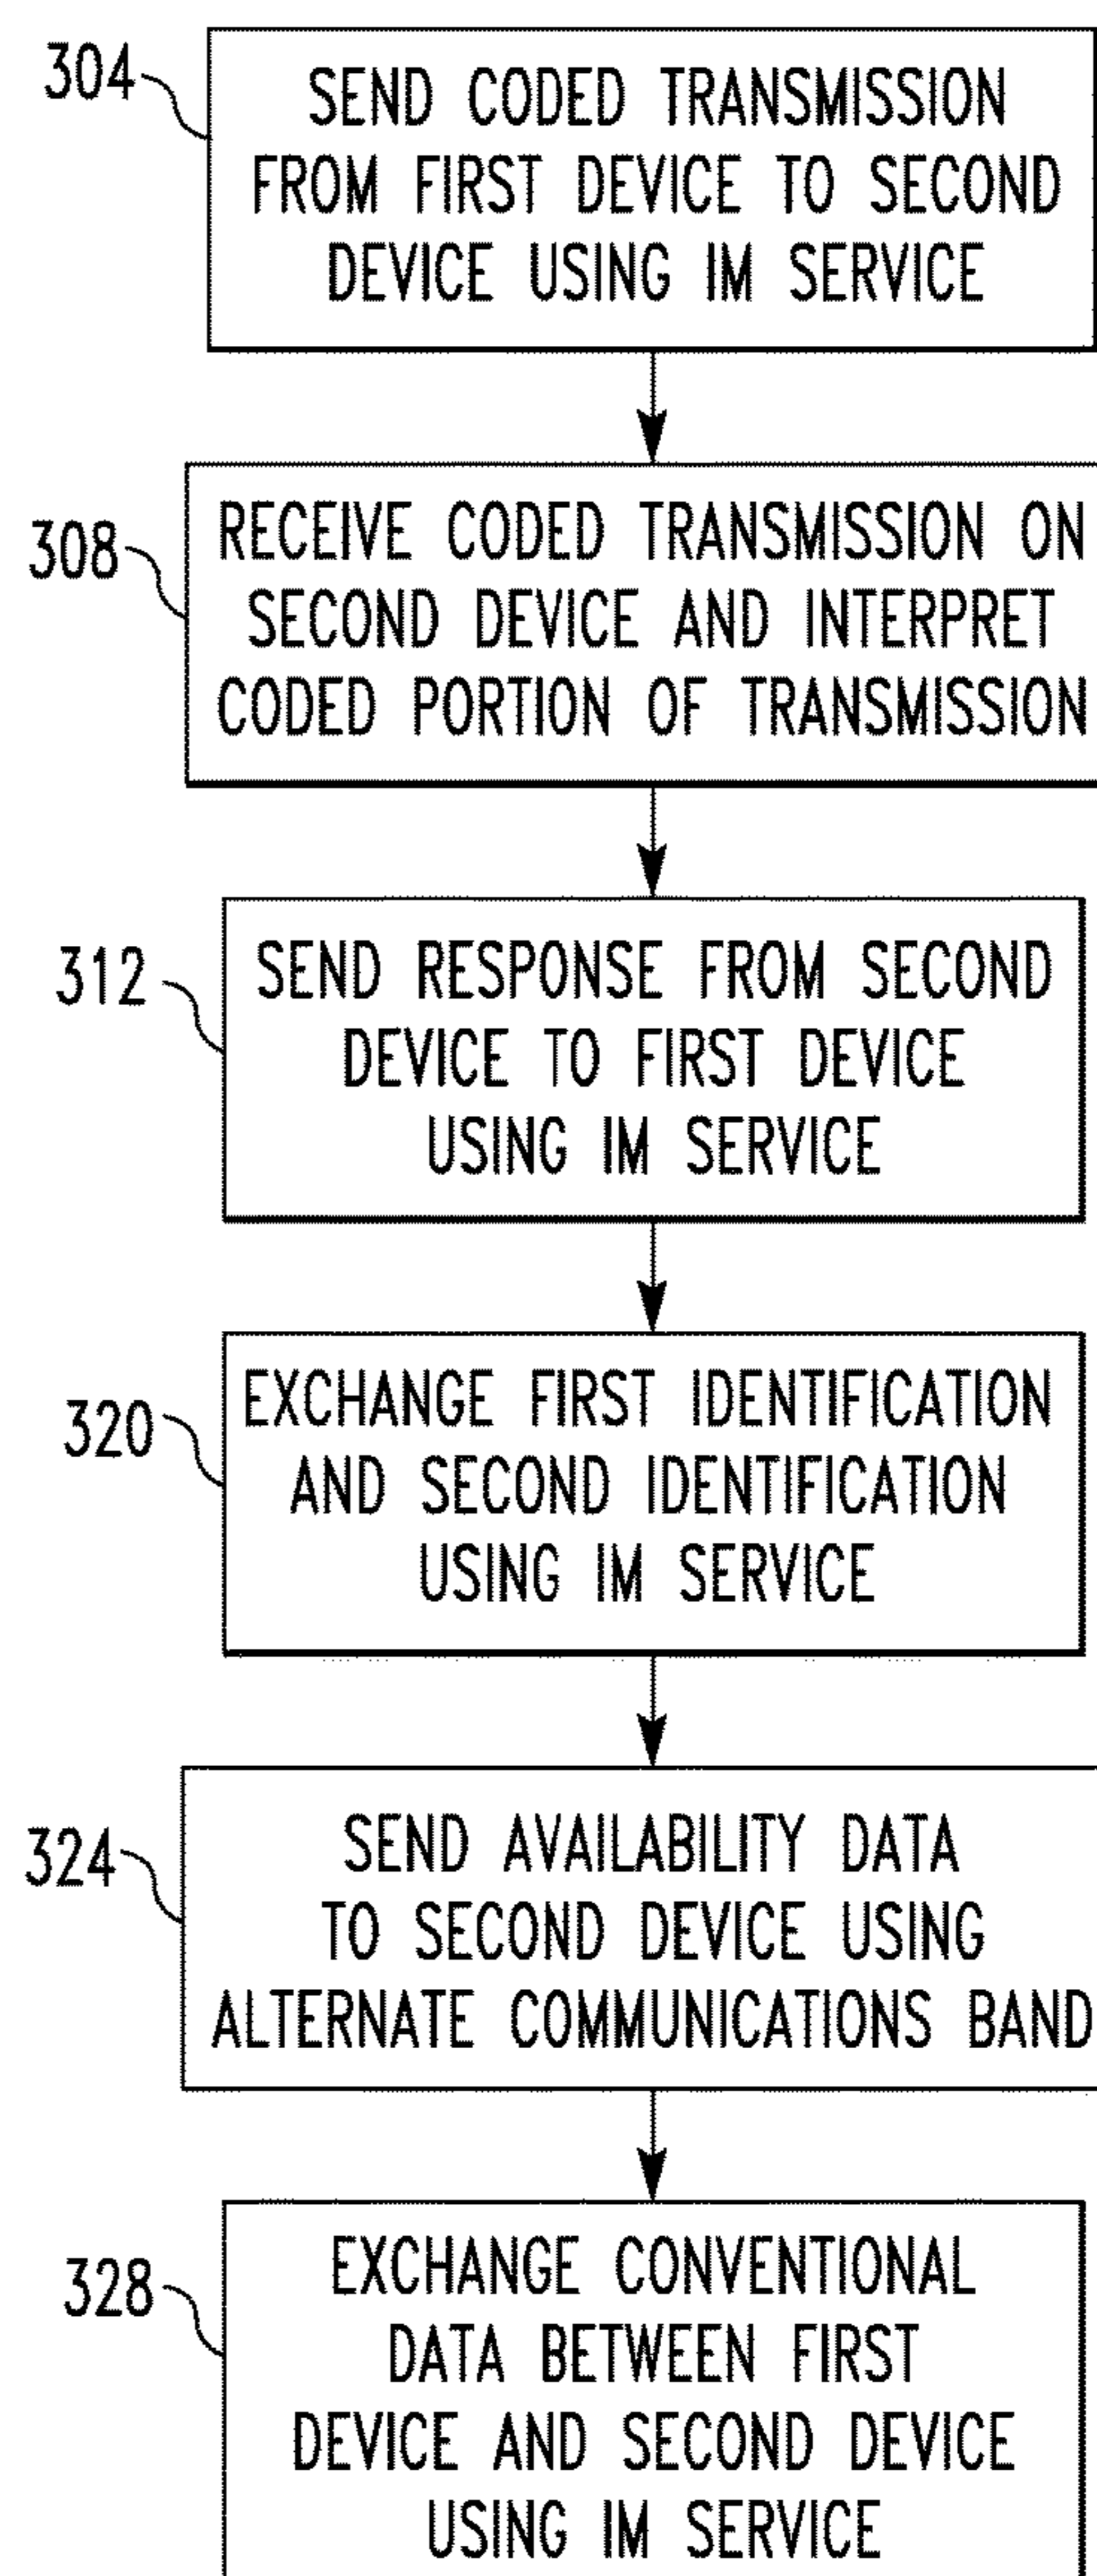 304
SEND CODED TRANSMISSION
FROM FIRST DEVICE TO SECOND
DEVICE USING IM SERVICE
308
RECEIVE CODED TRANSMISSION ON
SECOND DEVICE AND INTERPRET
CODED PORTION OF TRANSMISSION
312
SEND RESPONSE FROM SECOND
DEVICE TO FIRST DEVICE
USING IM SERVICE
320
EXCHANGE FIRST IDENTIFICATION
AND SECOND IDENTIFICATION
USING IM SERVICE
324
SEND AVAILABILITY DATA
TO SECOND DEVICE USING
ALTERNATE COMMUNICATIONS BAND
328
EXCHANGE CONVENTIONAL
DATA BETWEEN FIRST
DEVICE AND SECOND DEVICE
USING IM SERVICE